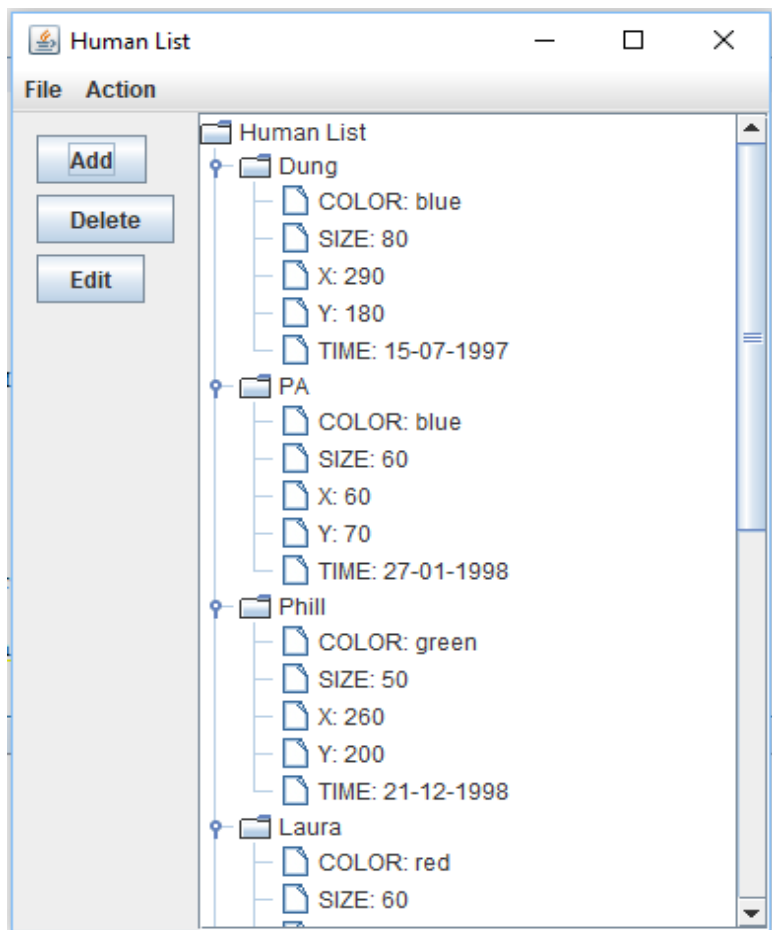 Human List
File Action
Add
Delete
Edit
Human List
Dung
COLOR: blue
SIZE: 80
X: 290
Y: 180
TIME: 15-07-1997
PA
COLOR: blue
SIZE: 60
X: 60
Y: 70
TIME: 27-01-1998
Phill
COLOR: green
SIZE: 50
X: 260
Y: 200
TIME: 21-12-1998
Laura
COLOR: red
SIZE: 60